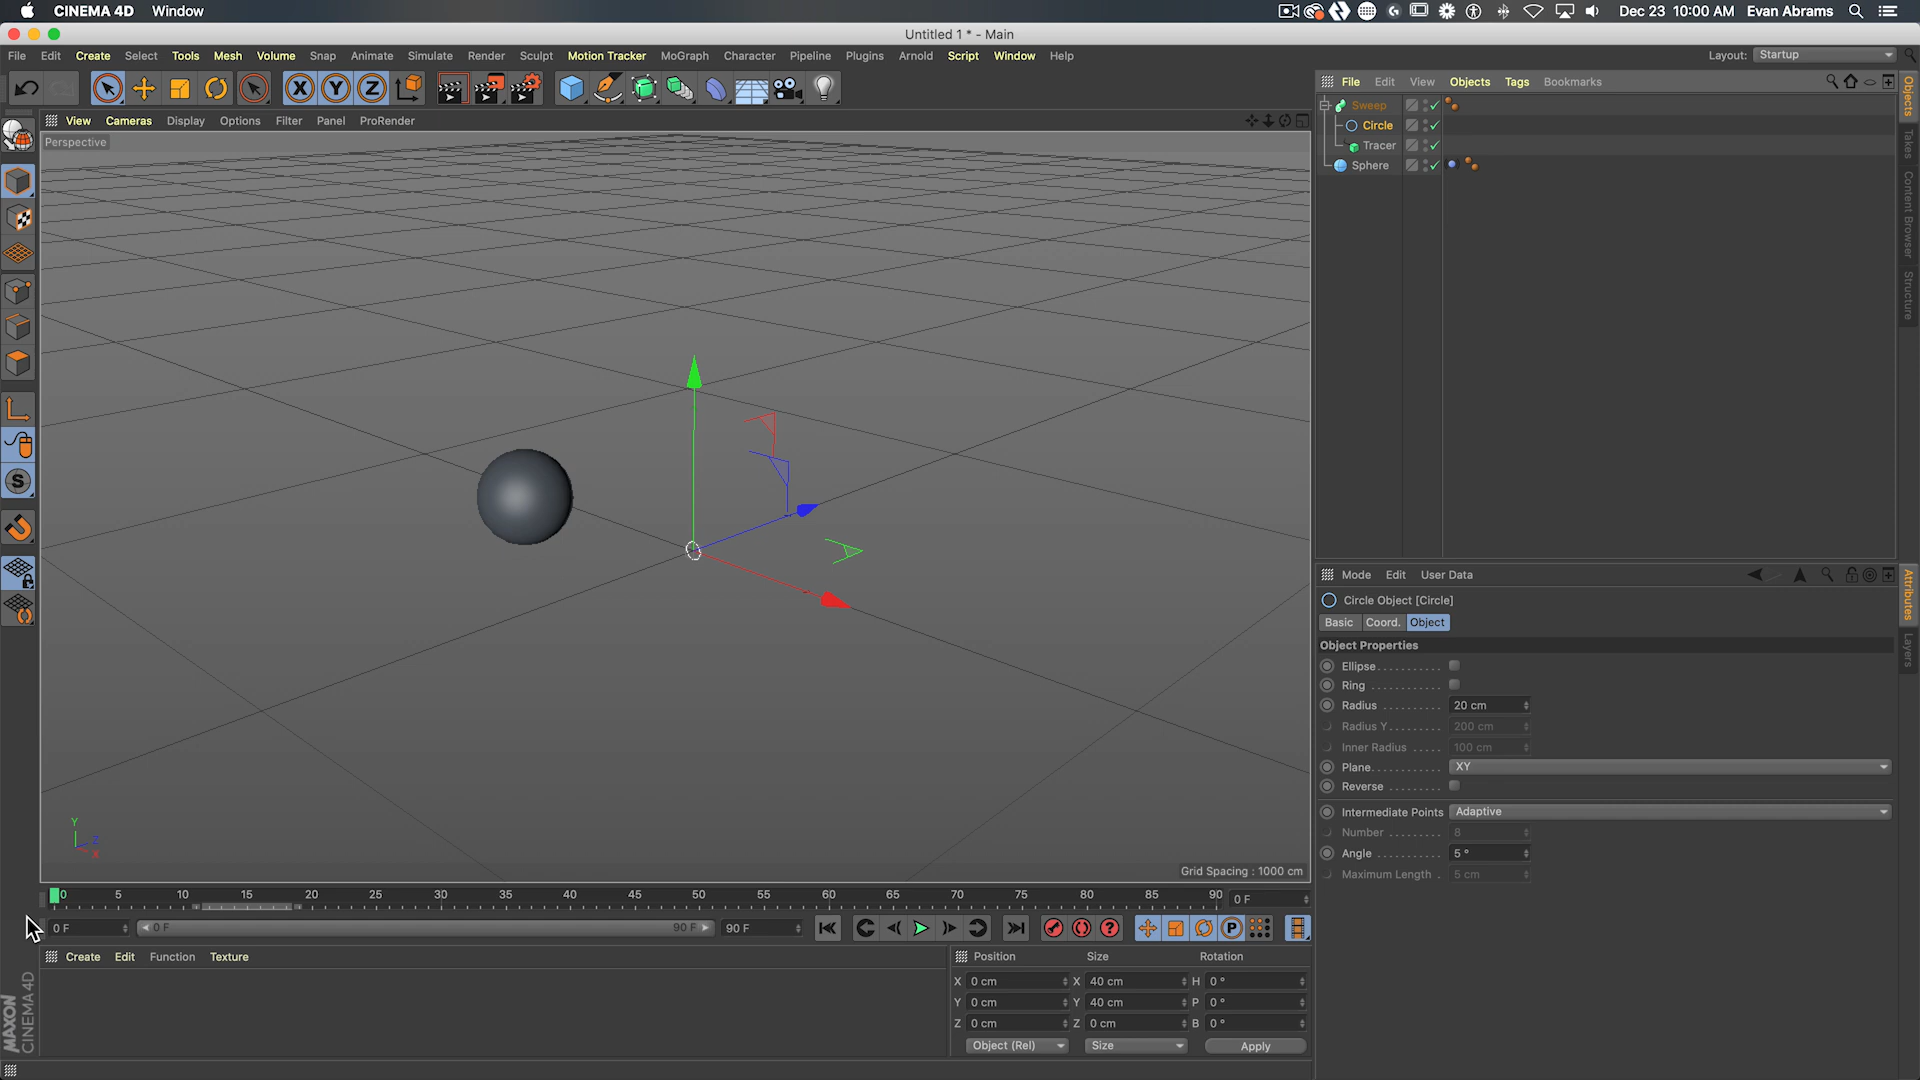 CINEMA 4D Window Dec 23 10:00 AM Evan Abrams
Untitled 1 * - Main
File Edit Create Select Tools Mesh Volume Snap Animate Simulate Render Sculpt Motion Tracker MoGraph Character Pipeline Plugins Arnold Script Window Help Layout: Startup
X Y Z
File Edit View Objects Tags Bookmarks
View Cameras Display Options Filter Panel ProRender
Perspective
Sweep
Circle
Tracer
Sphere
Objects
Takes
Content Browser
Structure
S
Mode Edit User Data
Circle Object [Circle]
Basic Coord. Object
Object Properties
Ellipse
Ring
Radius 20 cm
Radius Y 200 cm
Inner Radius 100 cm
Plane XY
Reverse
Intermediate Points Adaptive
Number 8
Angle 5 °
Maximum Length 5 cm
Attributes
Layers
Y
Z
X
Grid Spacing : 1000 cm
0 5 10 15 20 25 30 35 40 45 50 55 60 65 70 75 80 85 90 0 F
0 F 0 F 90 F 90 F ? P
Create Edit Function Texture
Position Size Rotation
X 0 cm X 40 cm H 0 °
Y 0 cm Y 40 cm P 0 °
Z 0 cm Z 0 cm B 0 °
Object (Rel) Size Apply
MAXON
CINEMA 4D